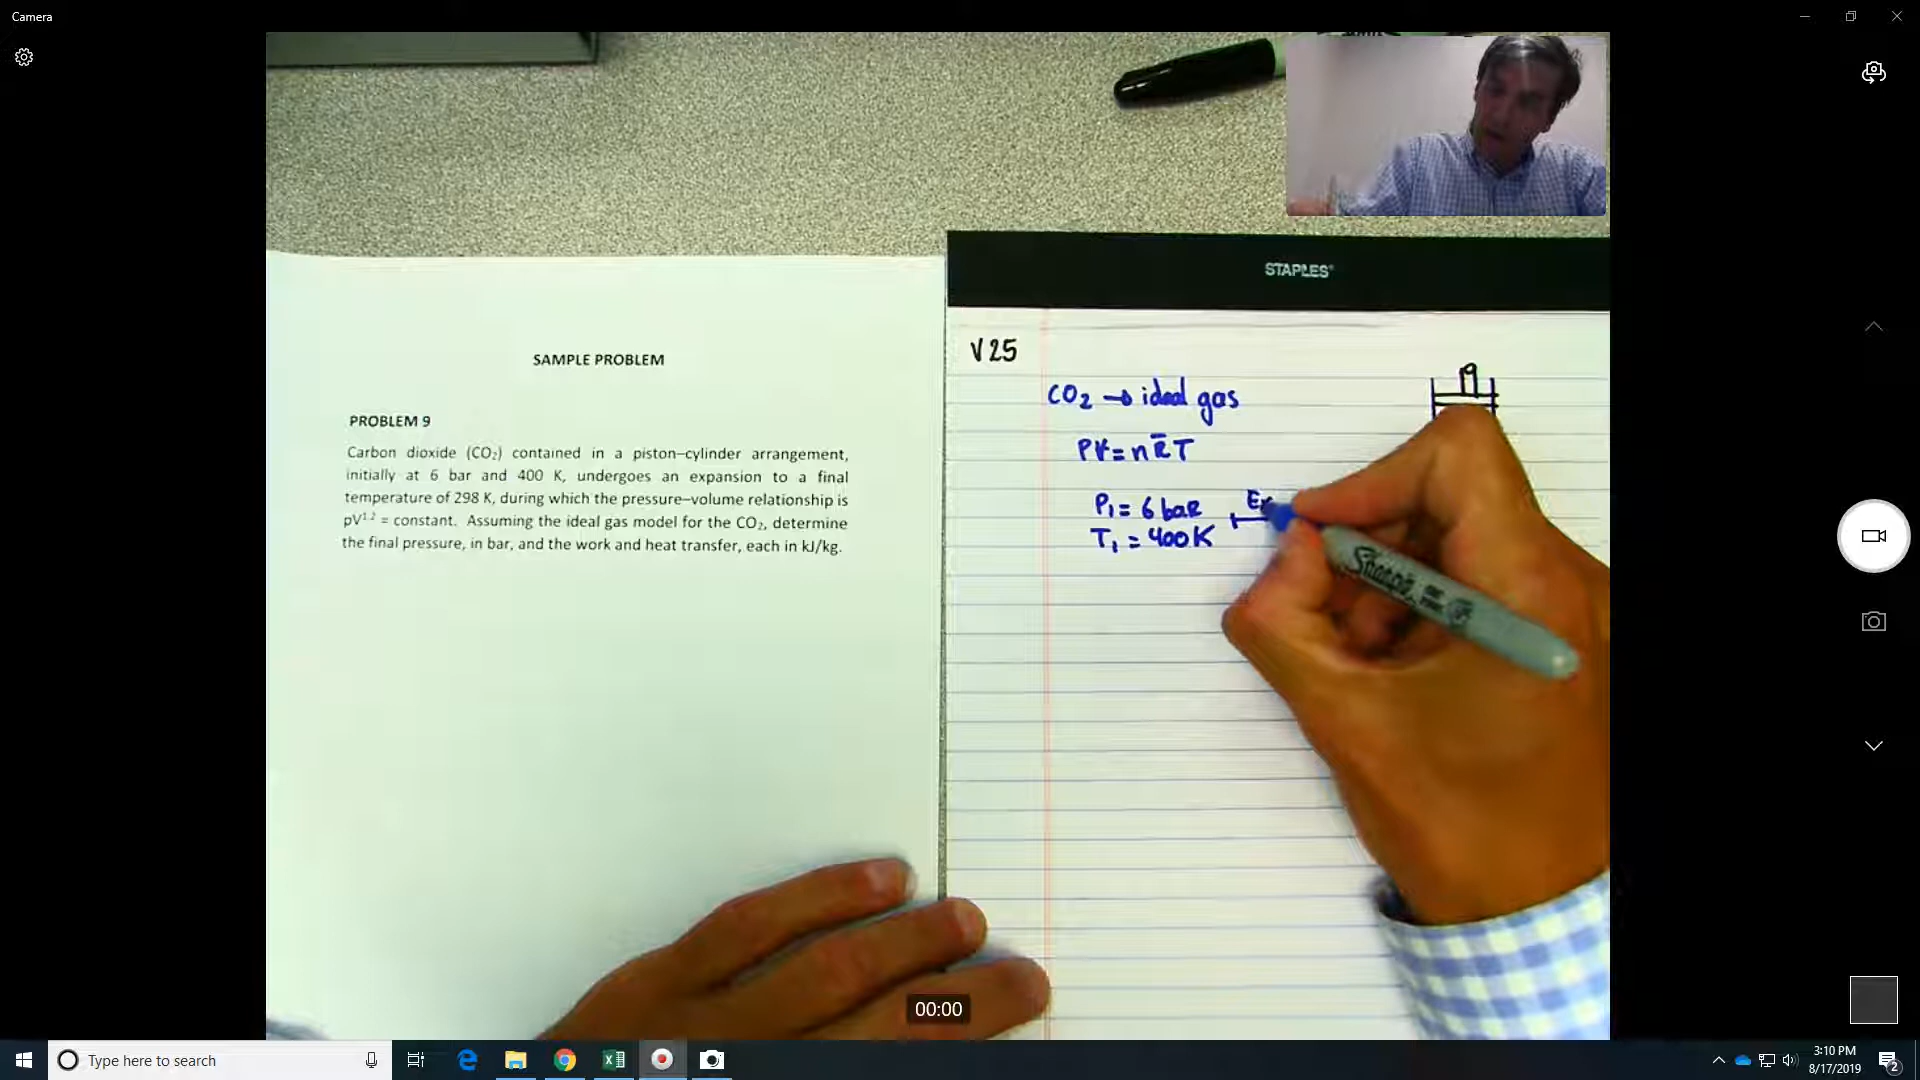 Camera
STAPLES
SAMPLE PROBLEM
PROBLEM 9
Carbon dioxide (CO₂) contained in a piston–cylinder arrangement,
initially at 6 bar and 400 K, undergoes an expansion to a final
temperature of 298 K, during which the pressure–volume relationship is
pV¹·² = constant. Assuming the ideal gas model for the CO₂, determine
the final pressure, in bar, and the work and heat transfer, each in kJ/kg.
V25
CO₂ → ideal gas
PV = nR̄T
P₁ = 6 bar
Ex
T₁ = 400K
Sharpie
00:00
Type here to search
3:10 PM
8/17/2019
2